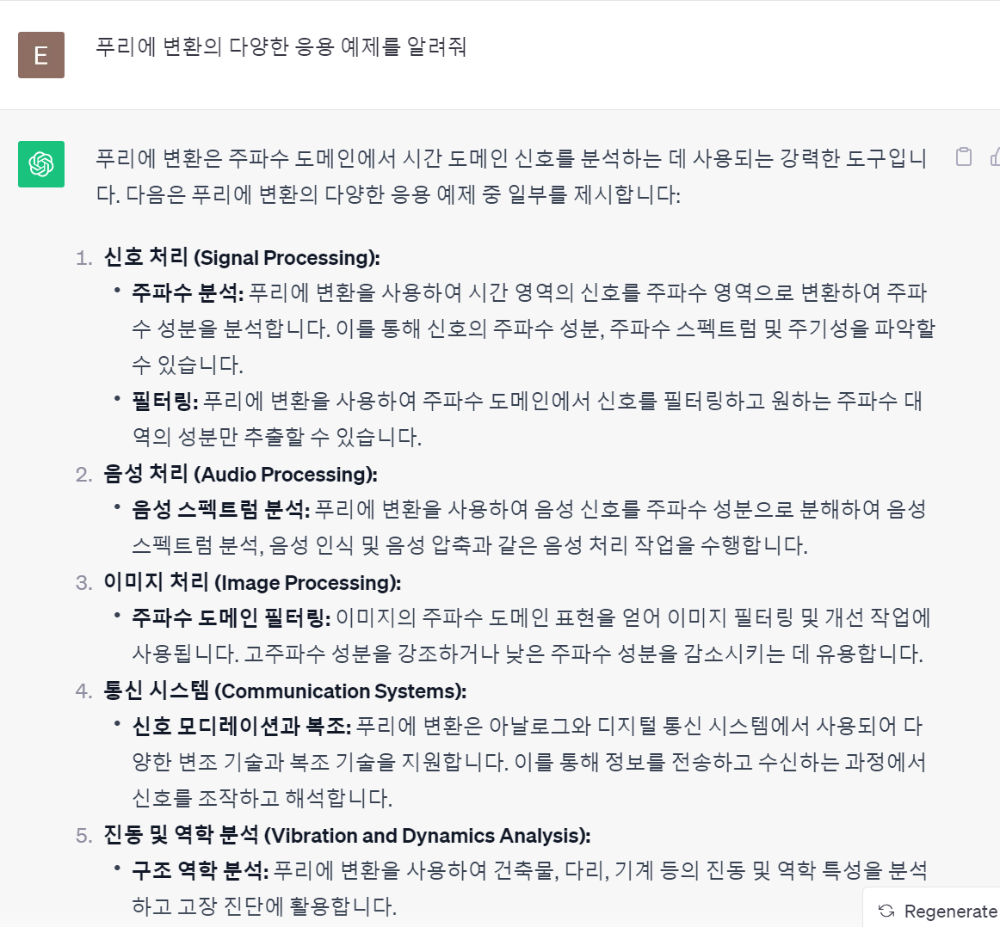 E
푸리에 변환의 다양한 응용 예제를 알려줘
푸리에 변환은 주파수 도메인에서 시간 도메인 신호를 분석하는 데 사용되는 강력한 도구입니
다. 다음은 푸리에 변환의 다양한 응용 예제 중 일부를 제시합니다:
1. 신호 처리 (Signal Processing):
• 주파수 분석: 푸리에 변환을 사용하여 시간 영역의 신호를 주파수 영역으로 변환하여 주파
수 성분을 분석합니다. 이를 통해 신호의 주파수 성분, 주파수 스펙트럼 및 주기성을 파악할
수 있습니다.
• 필터링: 푸리에 변환을 사용하여 주파수 도메인에서 신호를 필터링하고 원하는 주파수 대
역의 성분만 추출할 수 있습니다.
2. 음성 처리 (Audio Processing):
• 음성 스펙트럼 분석: 푸리에 변환을 사용하여 음성 신호를 주파수 성분으로 분해하여 음성
스펙트럼 분석, 음성 인식 및 음성 압축과 같은 음성 처리 작업을 수행합니다.
3. 이미지 처리 (Image Processing):
• 주파수 도메인 필터링: 이미지의 주파수 도메인 표현을 얻어 이미지 필터링 및 개선 작업에
사용됩니다. 고주파수 성분을 강조하거나 낮은 주파수 성분을 감소시키는 데 유용합니다.
4. 통신 시스템 (Communication Systems):
• 신호 모디레이션과 복조: 푸리에 변환은 아날로그와 디지털 통신 시스템에서 사용되어 다
양한 변조 기술과 복조 기술을 지원합니다. 이를 통해 정보를 전송하고 수신하는 과정에서
신호를 조작하고 해석합니다.
5. 진동 및 역학 분석 (Vibration and Dynamics Analysis):
• 구조 역학 분석: 푸리에 변환을 사용하여 건축물, 다리, 기계 등의 진동 및 역학 특성을 분석
하고 고장 진단에 활용합니다.
Regenerate